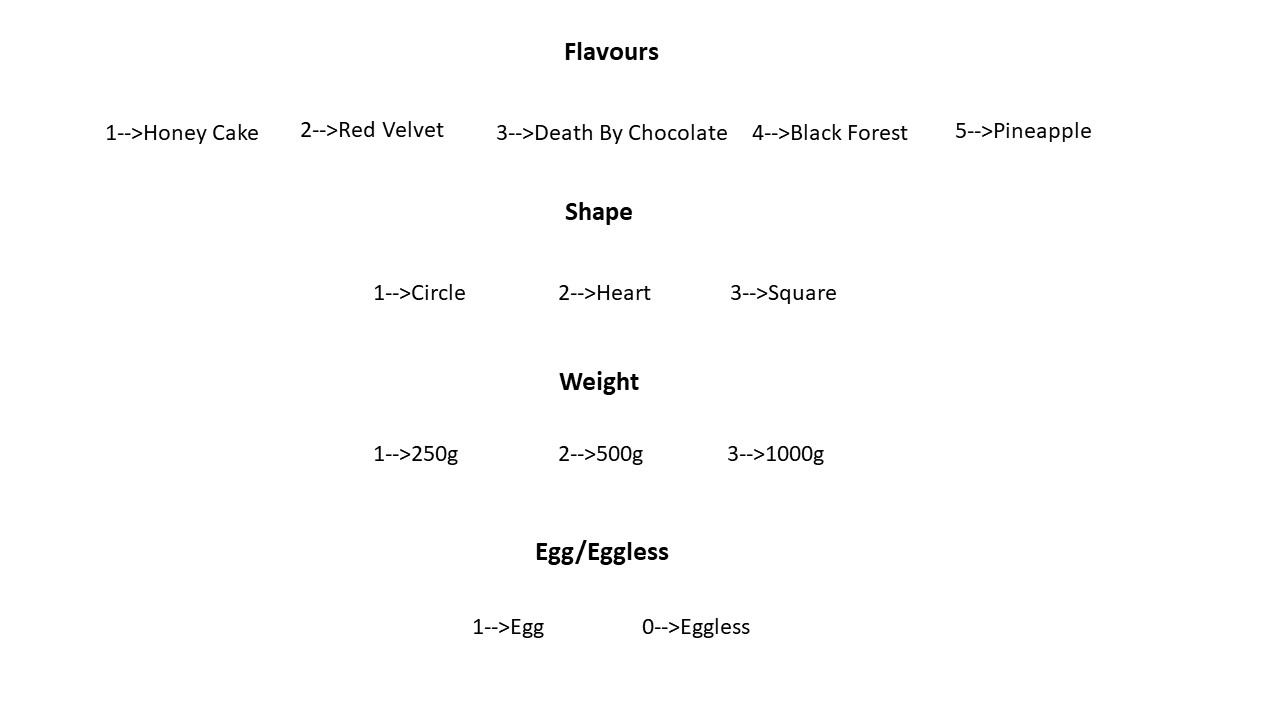 Flavours
1-->Honey Cake 2-->Red Velvet 3-->Death By Chocolate 4-->Black Forest 5-->Pineapple
Shape
1-->Circle 2-->Heart 3-->Square
Weight
1-->250g 2-->500g 3-->1000g
Egg/Eggless
1-->Egg 0-->Eggless